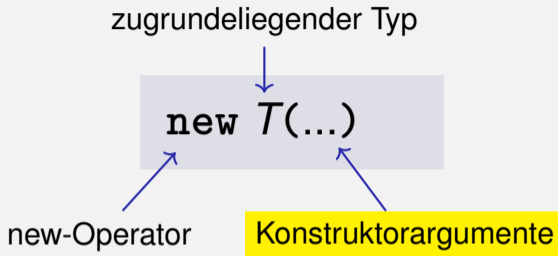 zugrundeliegender Typ
new T(...)
new-Operator
Konstruktorargumente